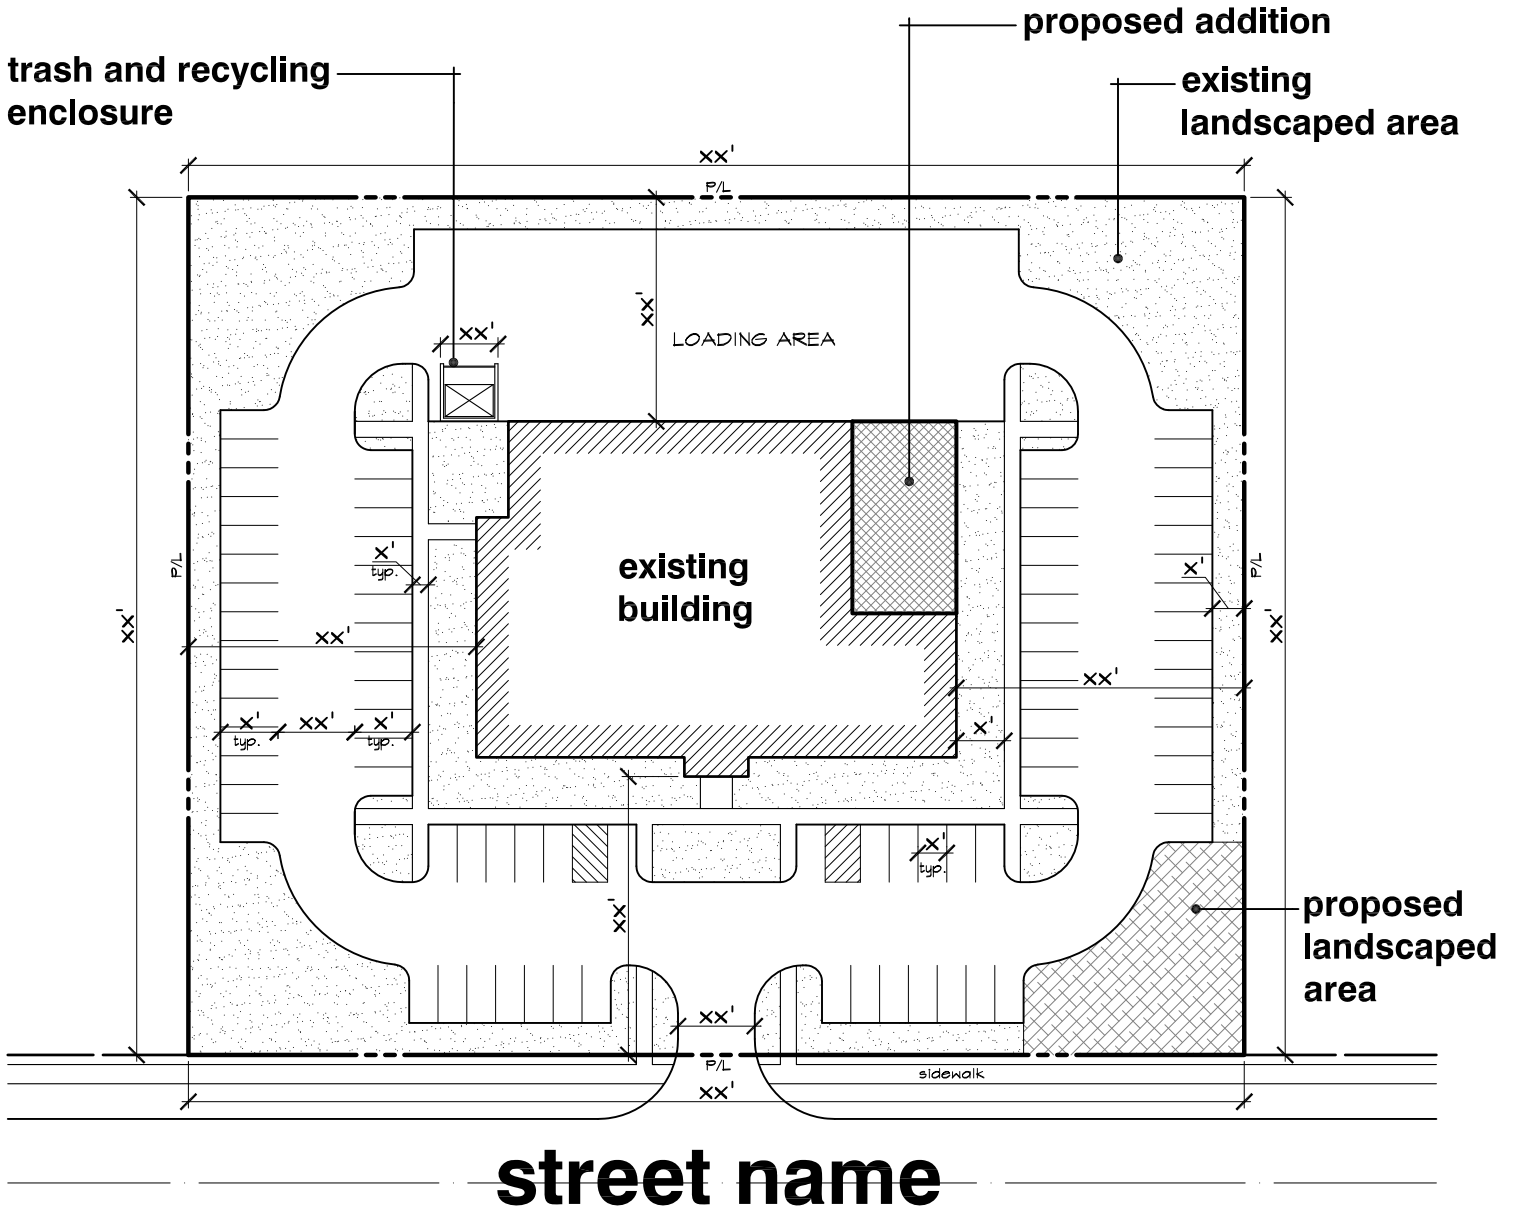 proposed addition
trash and recycling
enclosure
existing
landscaped area
xx'
P/L
xx'
xx'
LOADING AREA
existing
building
x'
typ.
P/L
P/L
x'
xx'
xx'
xx'
xx'
x'
typ.
xx'
x'
typ.
x'
x'
typ.
xx'
proposed
landscaped
area
xx'
P/L
sidewalk
xx'
street name